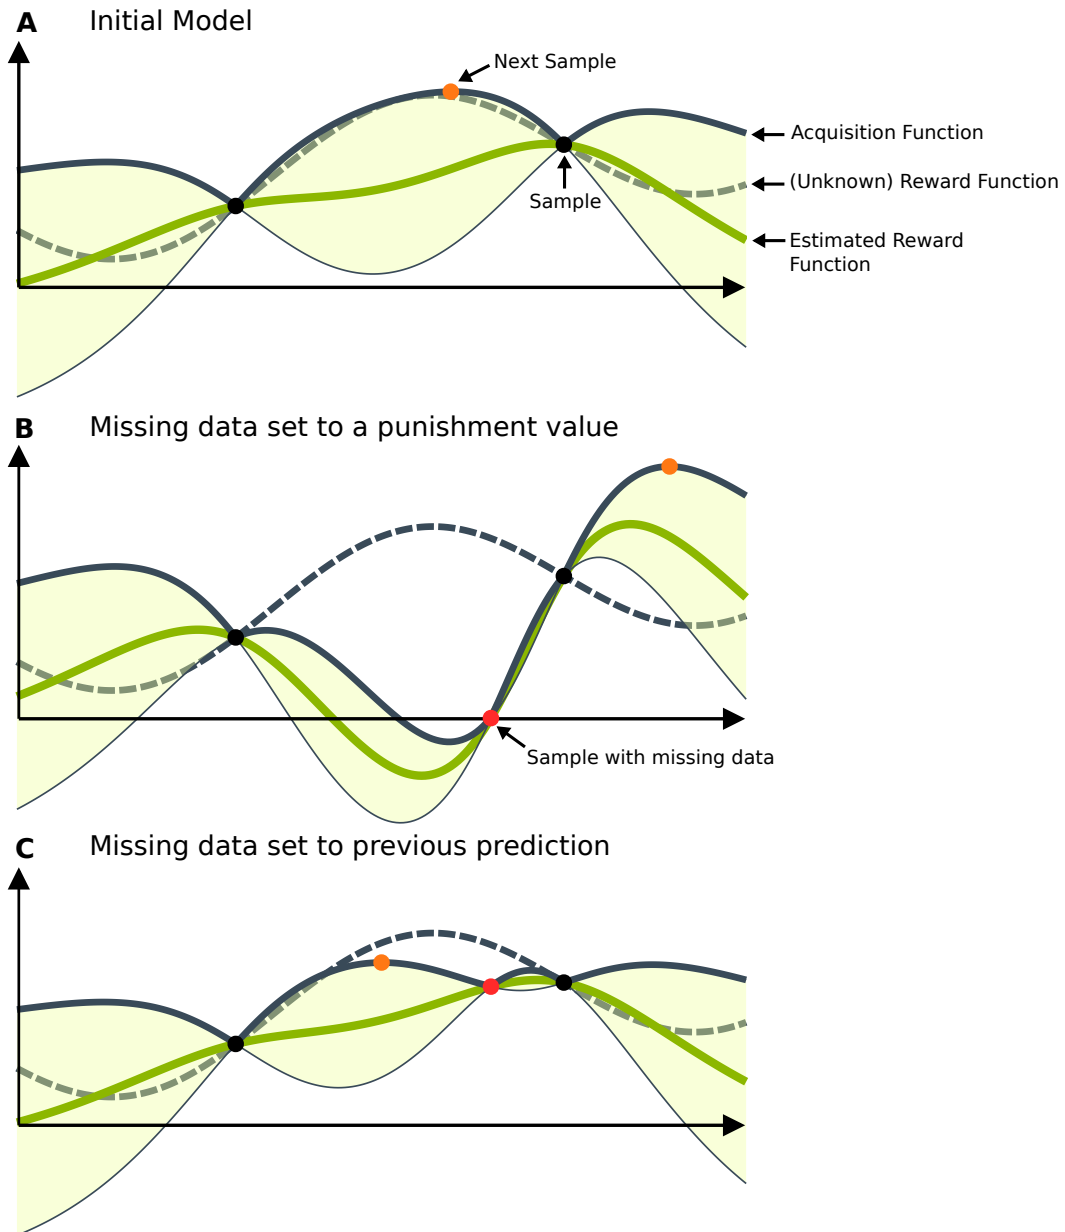 A Initial Model
Next Sample
Acquisition Function
(Unknown) Reward Function
Sample
Estimated Reward
Function
B Missing data set to a punishment value
Sample with missing data
C Missing data set to previous prediction